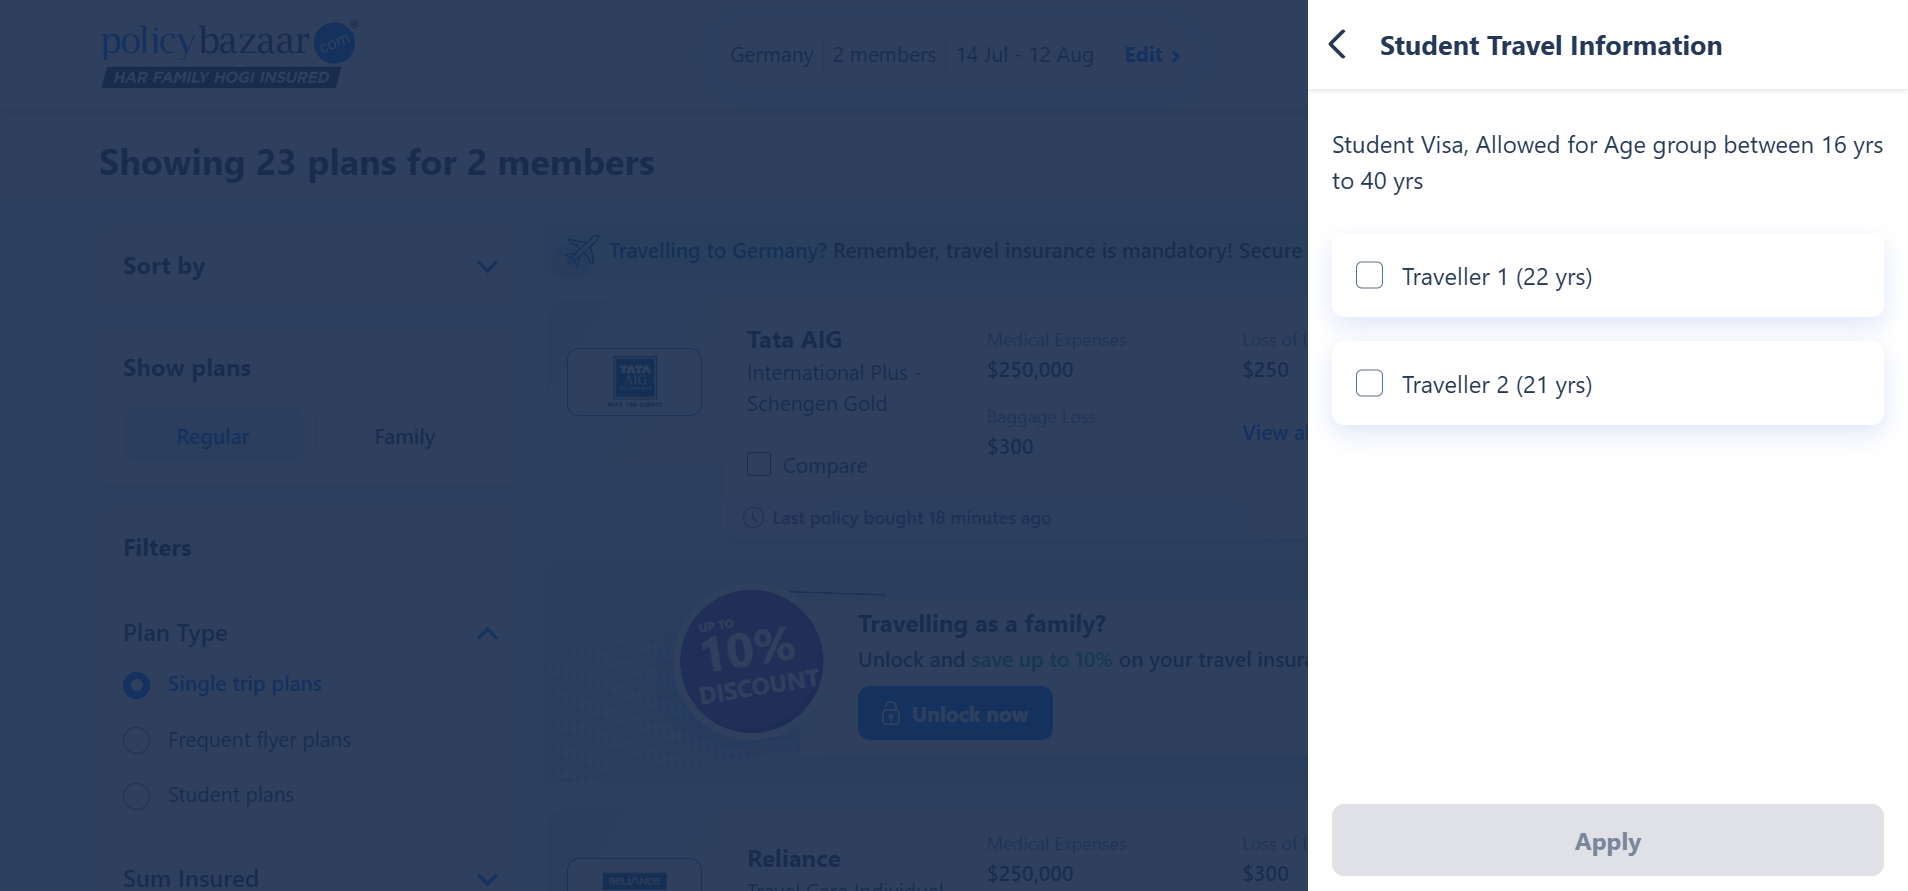 policybazaar.com®
HAR FAMILY HOGI INSURED
Germany
2 members
14 Jul - 12 Aug
Edit
Showing 23 plans for 2 members
Sort by
Show plans
Regular
Family
Filters
Plan Type
Single trip plans
Frequent flyer plans
Student plans
Sum Insured
Travelling to Germany? Remember, travel insurance is mandatory! Secure
TATA
AIG
INSURANCE
WITH YOU ALWAYS
Tata AIG
International Plus -
Schengen Gold
Compare
Medical Expenses
$250,000
Baggage Loss
$300
Loss of
$250
View
Last policy bought 18 minutes ago
UP TO
10%
DISCOUNT
Travelling as a family?
Unlock and save up to 10% on your travel
Unlock now
RELIANCE
Reliance
Travel Care Individual
Medical Expenses
$250,000
Loss of
$300
Student Travel Information
Student Visa, Allowed for Age group between 16 yrs
to 40 yrs
Traveller 1 (22 yrs)
Traveller 2 (21 yrs)
Apply